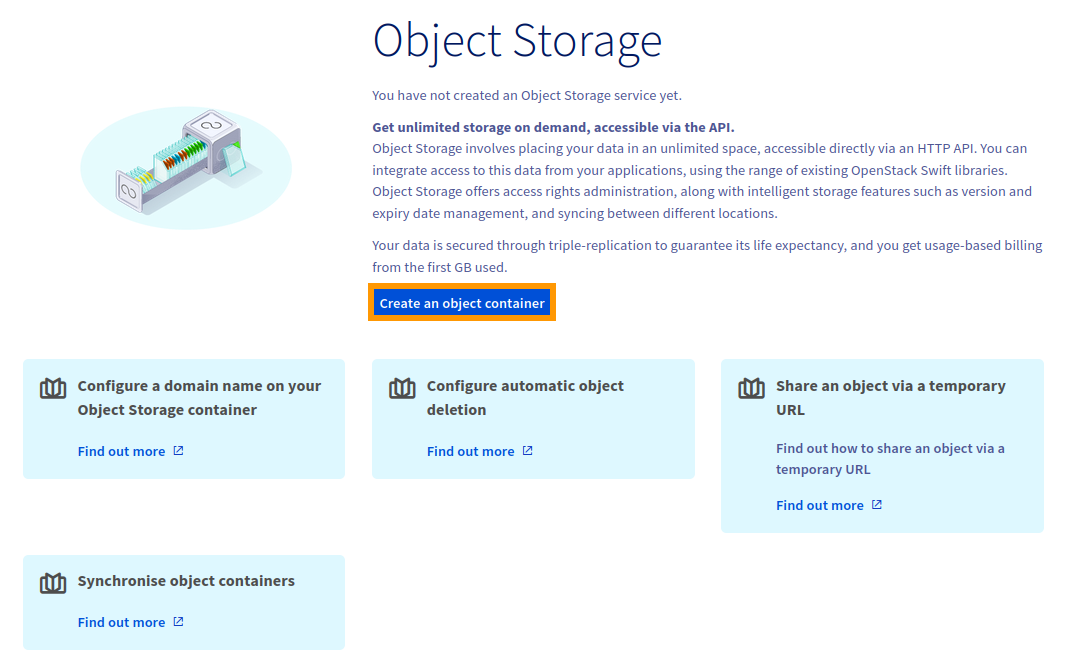 Object Storage
You have not created an Object Storage service yet.
Get unlimited storage on demand, accessible via the API.
Object Storage involves placing your data in an unlimited space, accessible directly via an HTTP API. You can
integrate access to this data from your applications, using the range of existing OpenStack Swift libraries.
Object Storage offers access rights administration, along with intelligent storage features such as version and
expiry date management, and syncing between different locations.
Your data is secured through triple-replication to guarantee its life expectancy, and you get usage-based billing
from the first GB used.
Create an object container
Configure a domain name on your
Object Storage container
Find out more
Configure automatic object
deletion
Find out more
Share an object via a temporary
URL
Find out how to share an object via a
temporary URL
Find out more
Synchronise object containers
Find out more